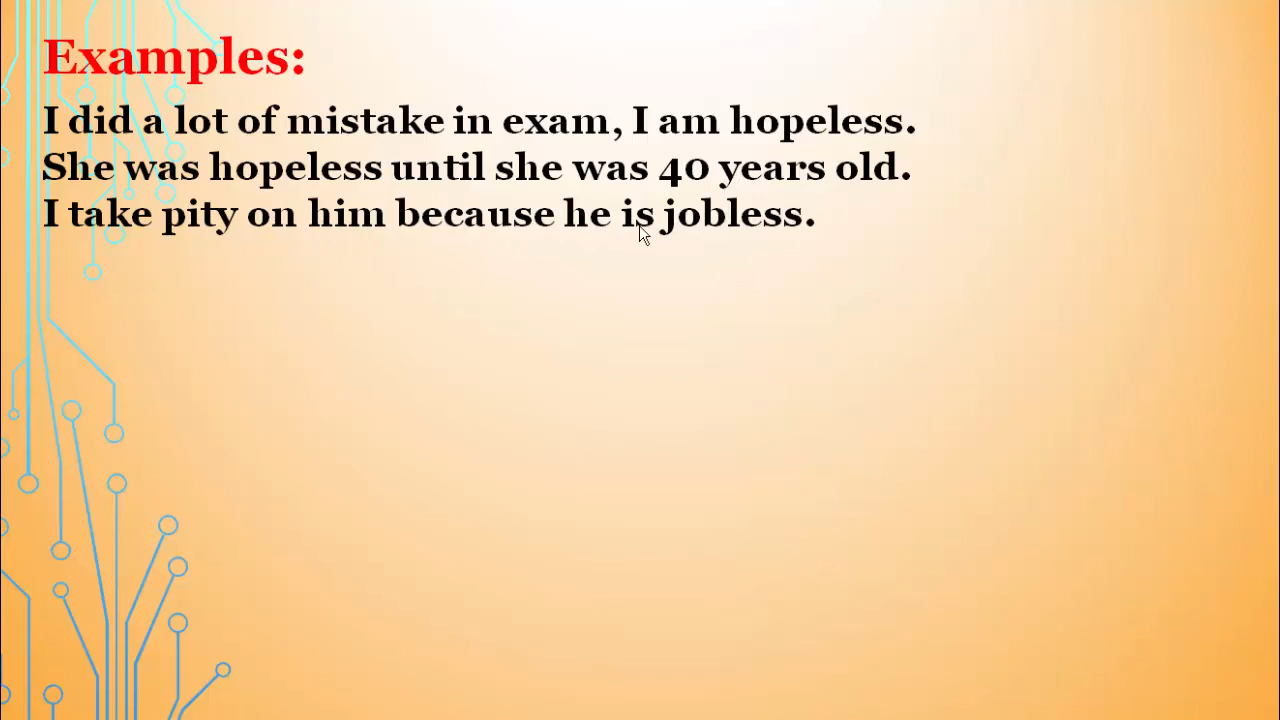 Examples:
I did a lot of mistake in exam, I am hopeless.
She was hopeless until she was 40 years old.
I take pity on him because he is jobless.